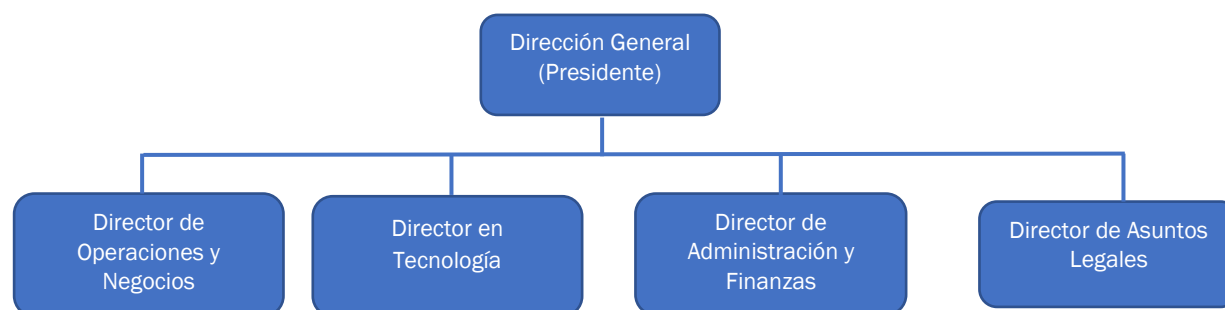 Dirección General
(Presidente)
Director de
Operaciones y
Negocios
Director en
Tecnología
Director de
Administración y
Finanzas
Director de Asuntos
Legales